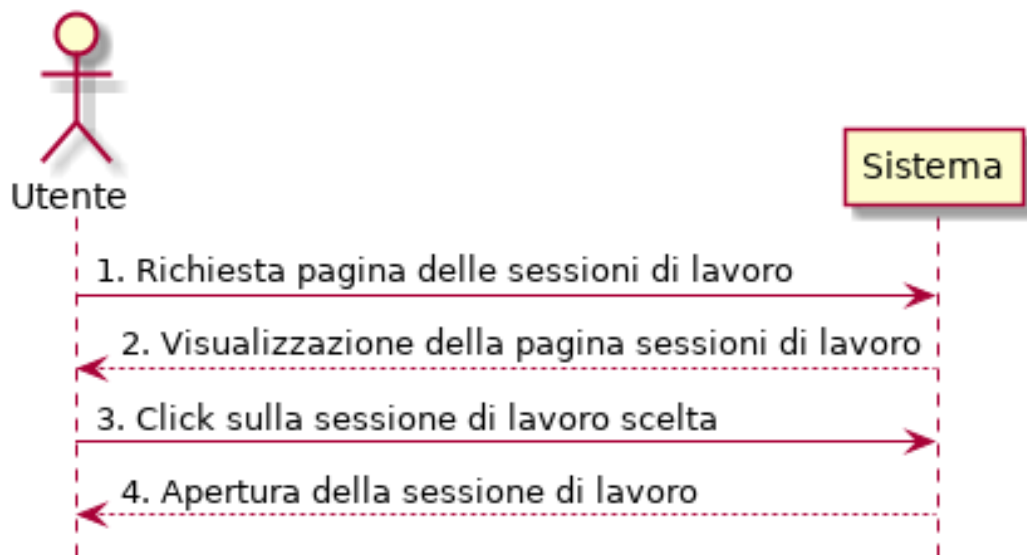 Utente
Sistema
1. Richiesta pagina delle sessioni di lavoro
2. Visualizzazione della pagina sessioni di lavoro
3. Click sulla sessione di lavoro scelta
4. Apertura della sessione di lavoro